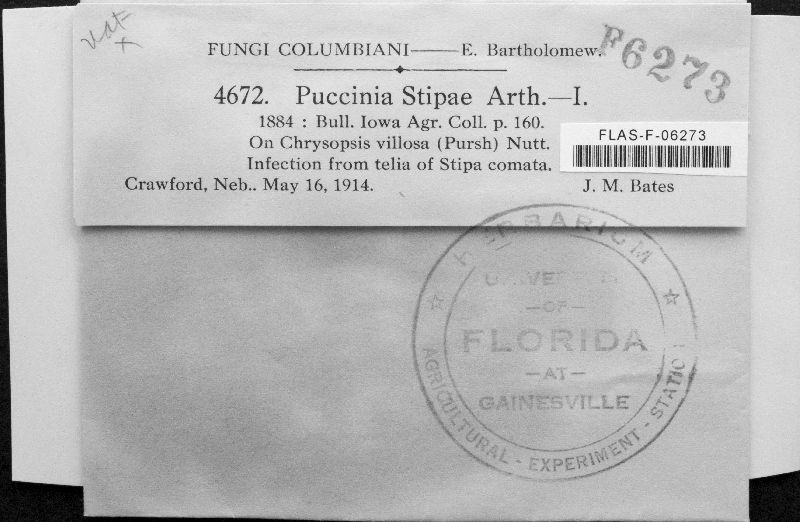 FUNGI COLUMBIANI—E. Bartholomew.
F6273
4672. Puccinia Stipae Arth.—I.
1884 : Bull. Iowa Agr. Coll. p. 160.
On Chrysopsis villosa (Pursh) Nutt.
Infection from telia of Stipa comata.
Crawford, Neb.. May 16, 1914.
J. M. Bates
FLAS-F-06273
HERBARIUM
—OF—
FLORIDA
—AT—
GAINESVILLE
AGRICULTURAL - EXPERIMENT - STATION